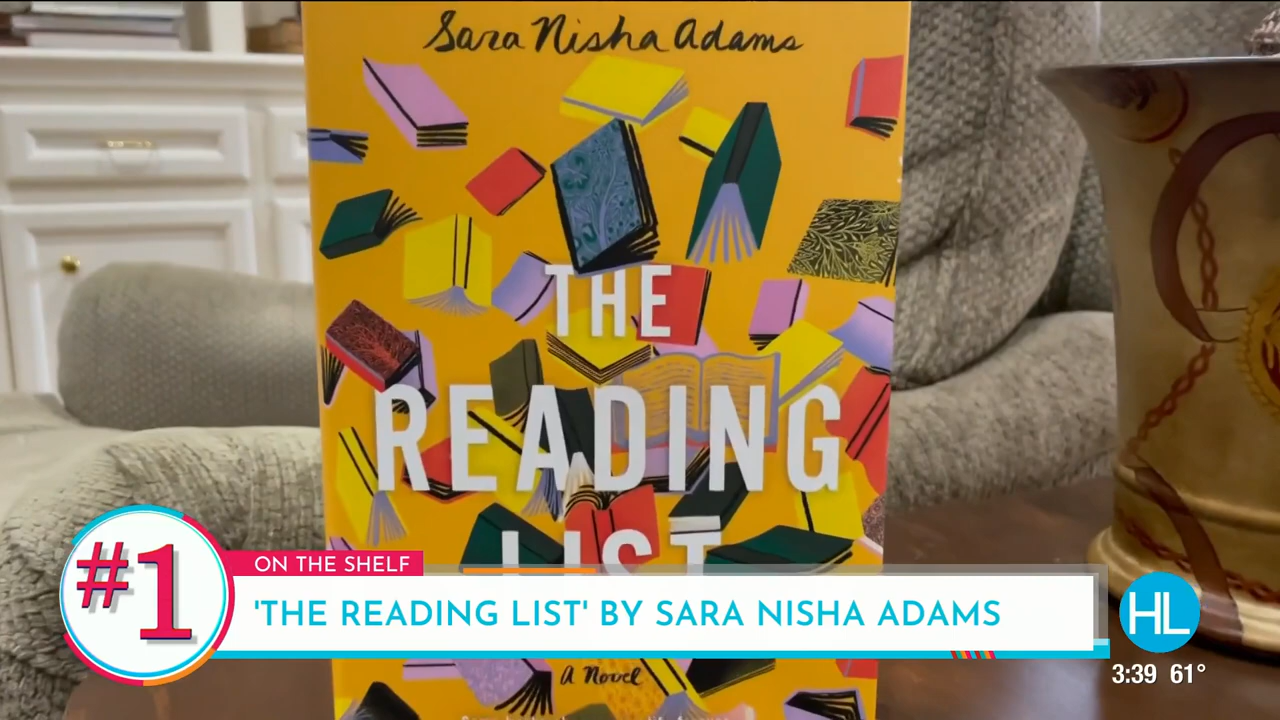 Sara Nisha Adams
THE
READING
LIST
#1
ON THE SHELF
'THE READING LIST' BY SARA NISHA ADAMS
HL
3:39 61°
A Novel